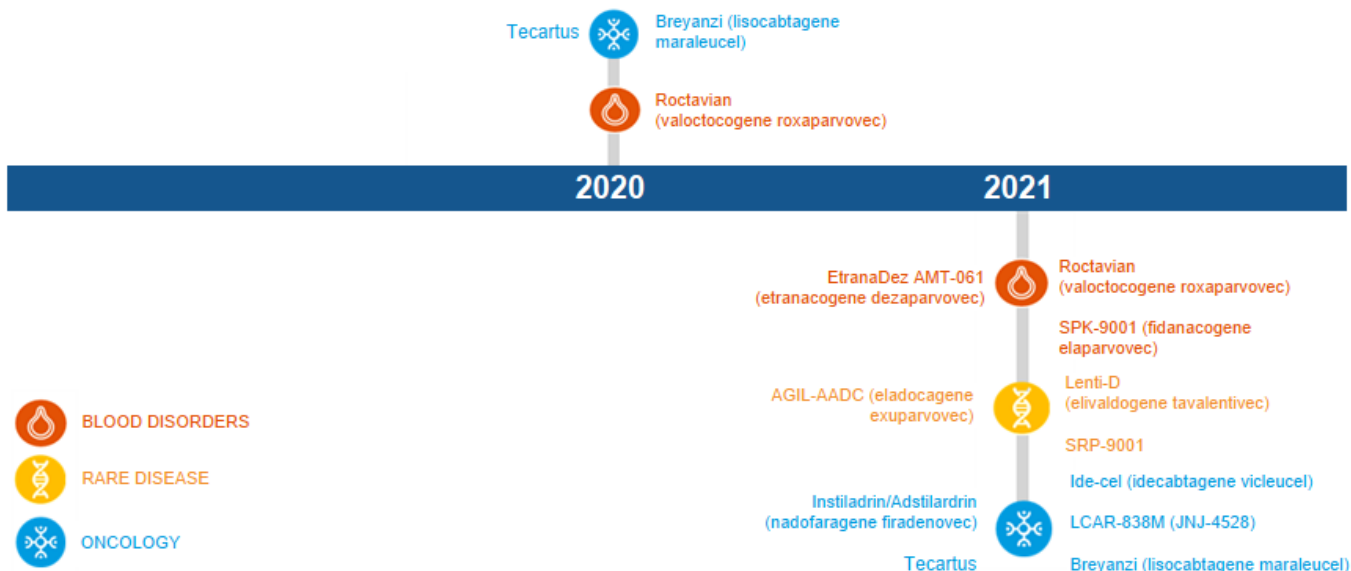 Tecartus
Breyanzi (lisocabtagene
maraleucel)
Roctavian
(valoctocogene roxaparvovec)
2020
2021
EtranaDez AMT-061
(etranacogene dezaparvovec)
Roctavian
(valoctocogene roxaparvovec)
SPK-9001 (fidanacogene
elaparvovec)
AGIL-AADC (eladocagene
exuparvovec)
Lenti-D
(elivaldogene tavalentivec)
SRP-9001
Instiladrin/Adstilardrin
(nadofaragene firadenovec)
Tecartus
Ide-cel (idecabtagene vicleucel)
LCAR-838M (JNJ-4528)
Breyanzi (lisocabtagene maraleucel)
BLOOD DISORDERS
RARE DISEASE
ONCOLOGY